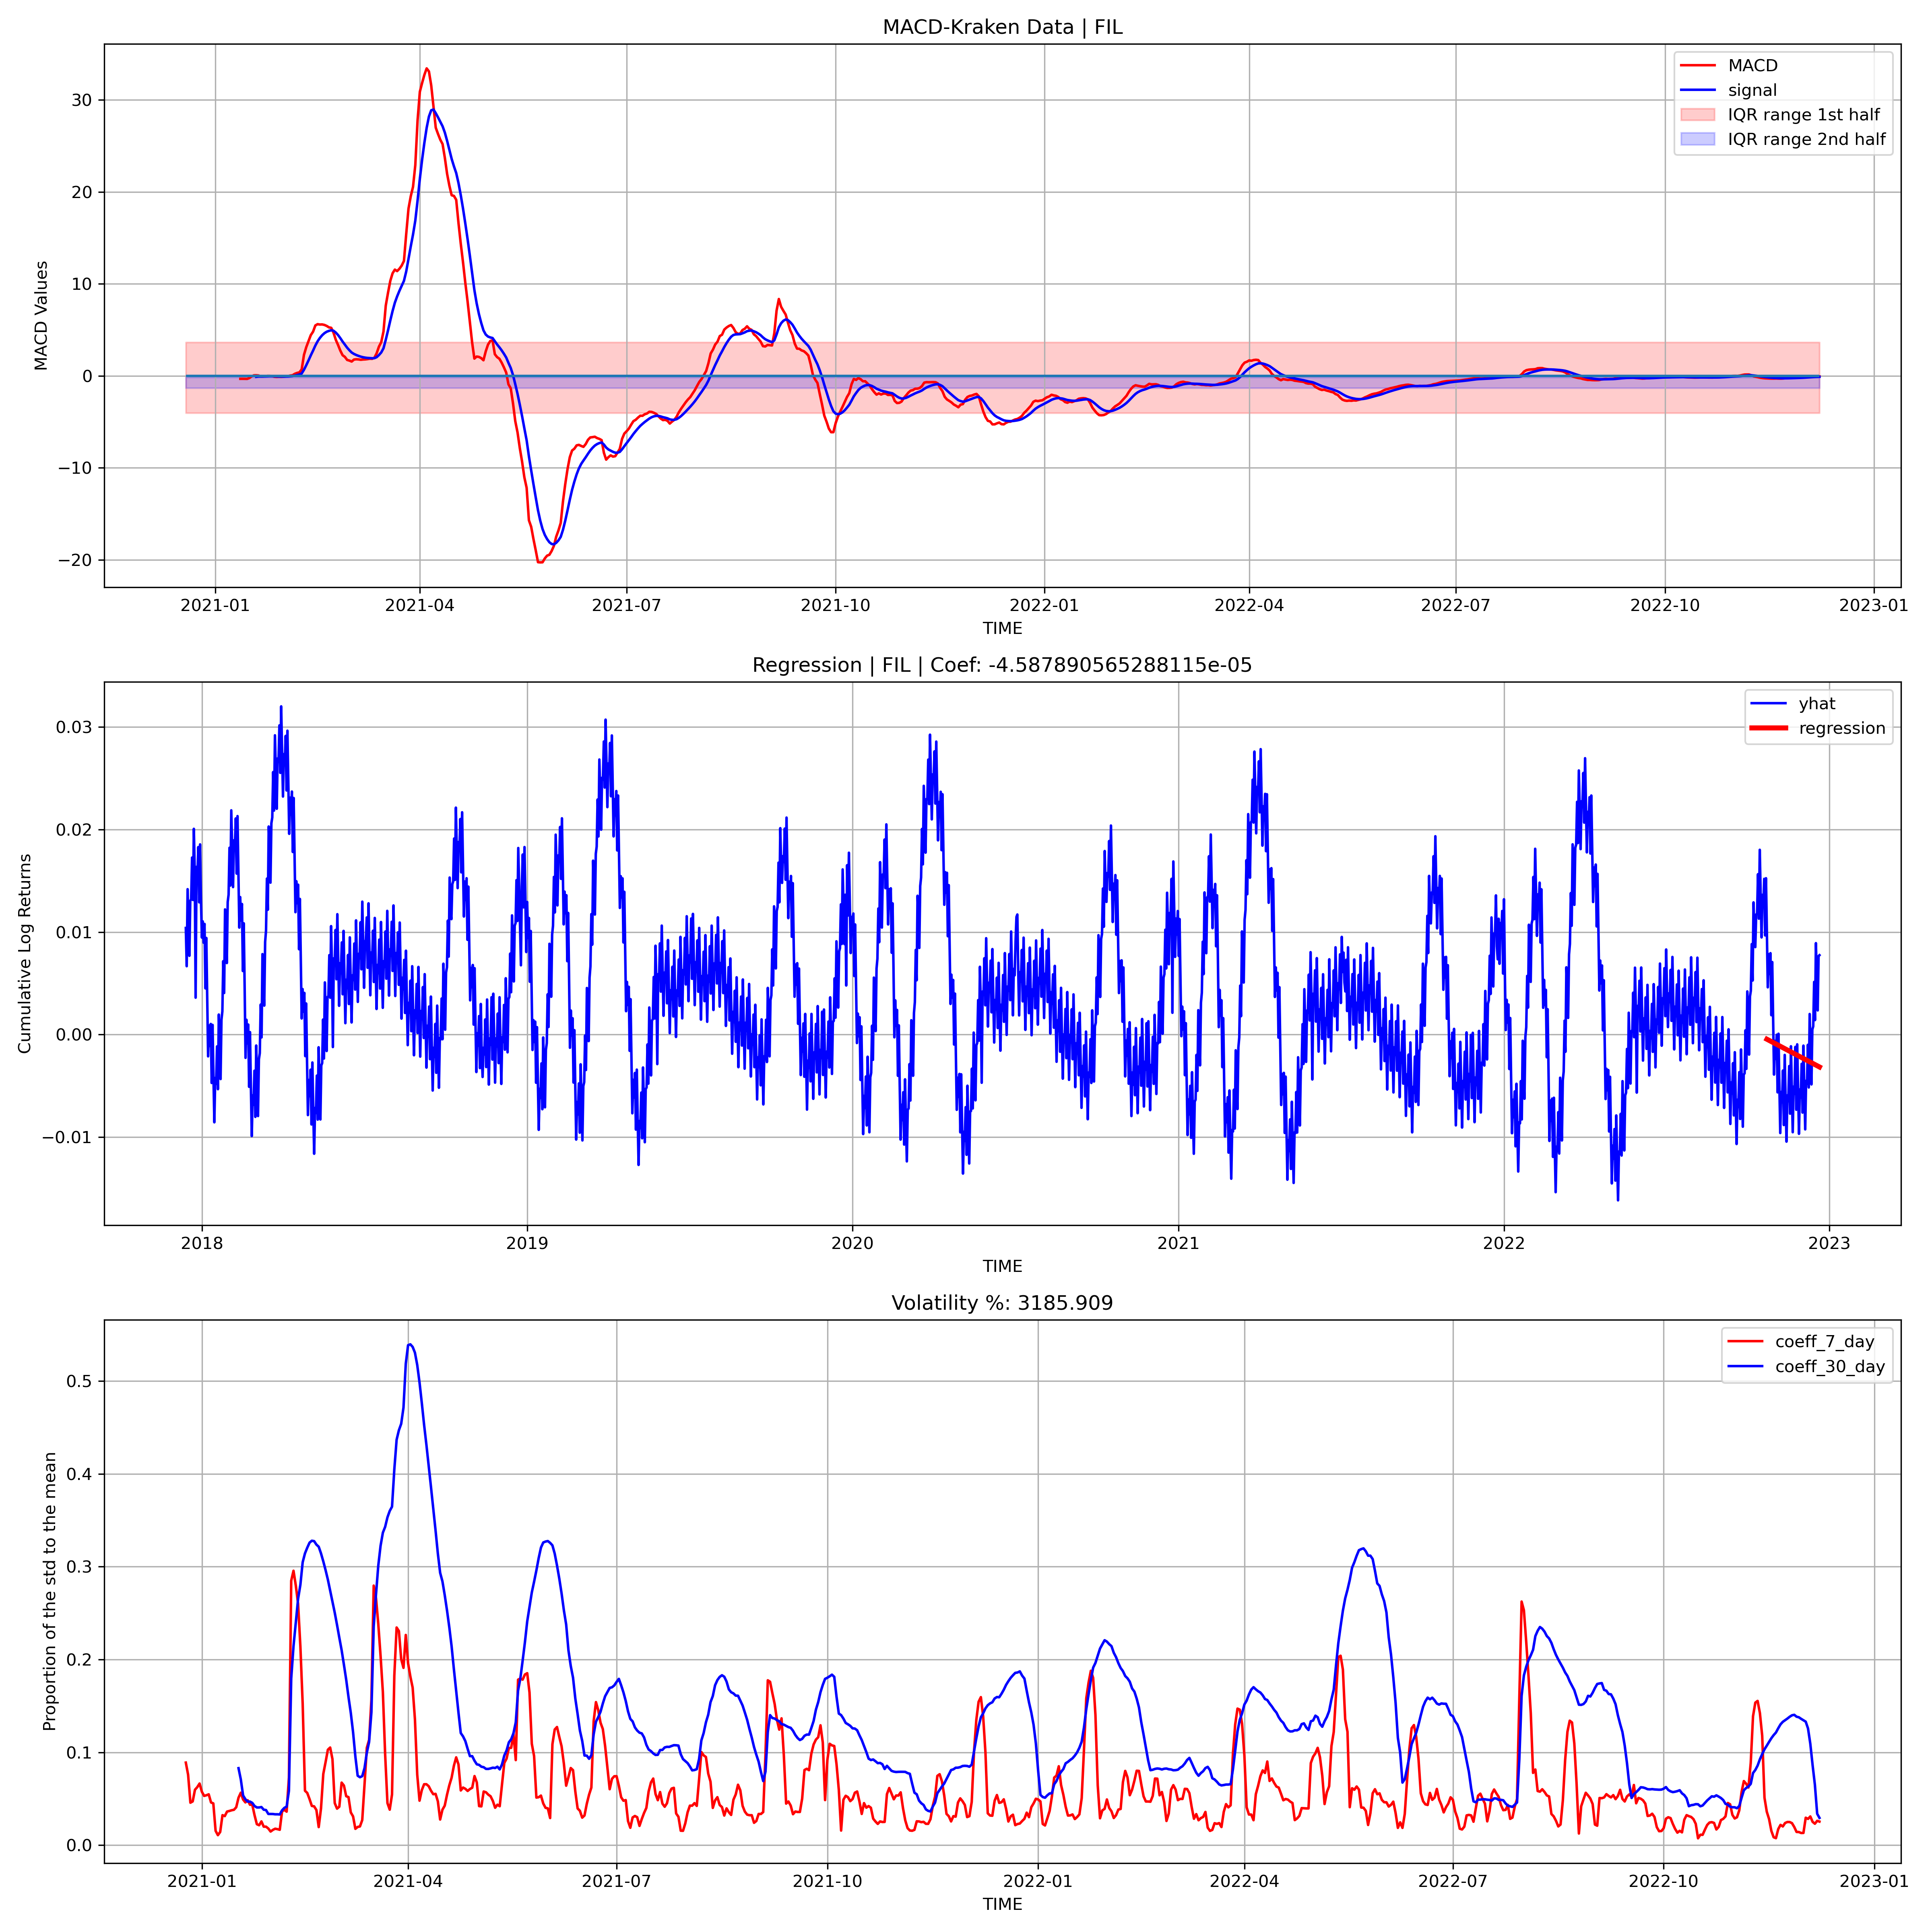 MACD-Kraken Data | FIL
MACD
signal
IQR range 1st half
IQR range 2nd half
MACD Values
30
20
10
0
−10
−20
2021-01 2021-04 2021-07 2021-10 2022-01 2022-04 2022-07 2022-10 2023-01
TIME
Regression | FIL | Coef: -4.587890565288115e-05
yhat
regression
Cumulative Log Returns
0.03
0.02
0.01
0.00
−0.01
2018 2019 2020 2021 2022 2023
TIME
Volatility %: 3185.909
coeff_7_day
coeff_30_day
Proportion of the std to the mean
0.5
0.4
0.3
0.2
0.1
0.0
2021-01 2021-04 2021-07 2021-10 2022-01 2022-04 2022-07 2022-10 2023-01
TIME